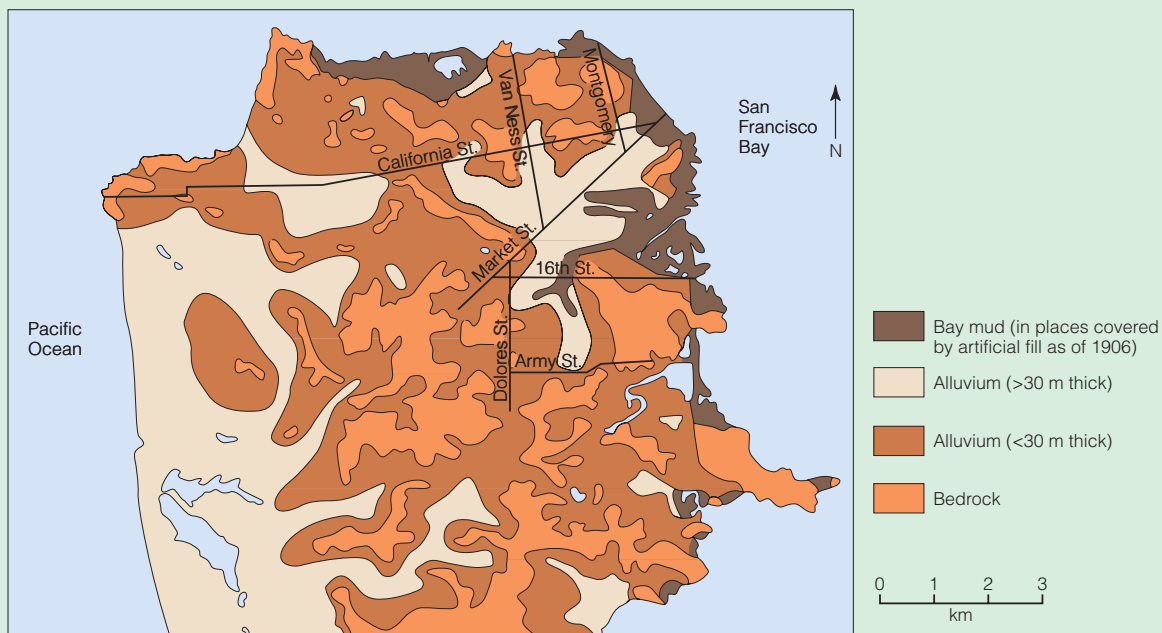 Van Ness St.
Montgomery
San
Francisco
Bay
N
California St.
Market St.
16th St.
Pacific
Ocean
Dolores St.
Army St.
Bay mud (in places covered
by artificial fill as of 1906)
Alluvium (>30 m thick)
Alluvium (<30 m thick)
Bedrock
0 1 2 3
km